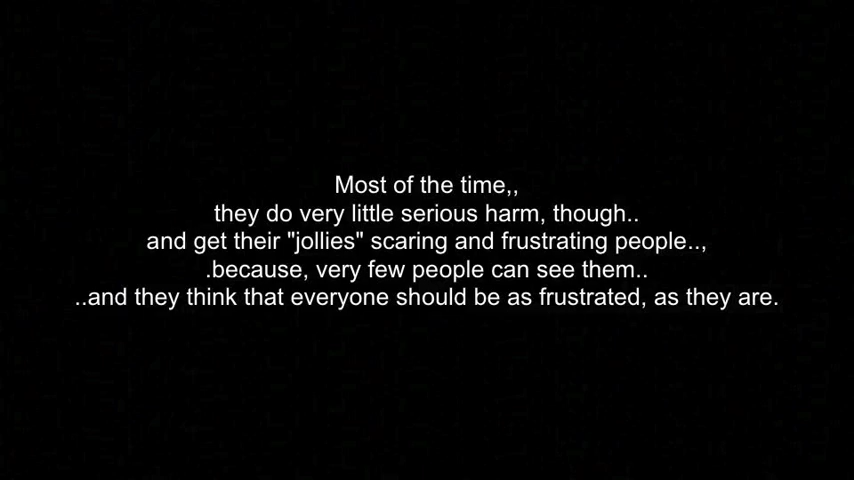 Most of the time,,
they do very little serious harm, though..
and get their "jollies" scaring and frustrating people..,
.because, very few people can see them..
..and they think that everyone should be as frustrated, as they are.